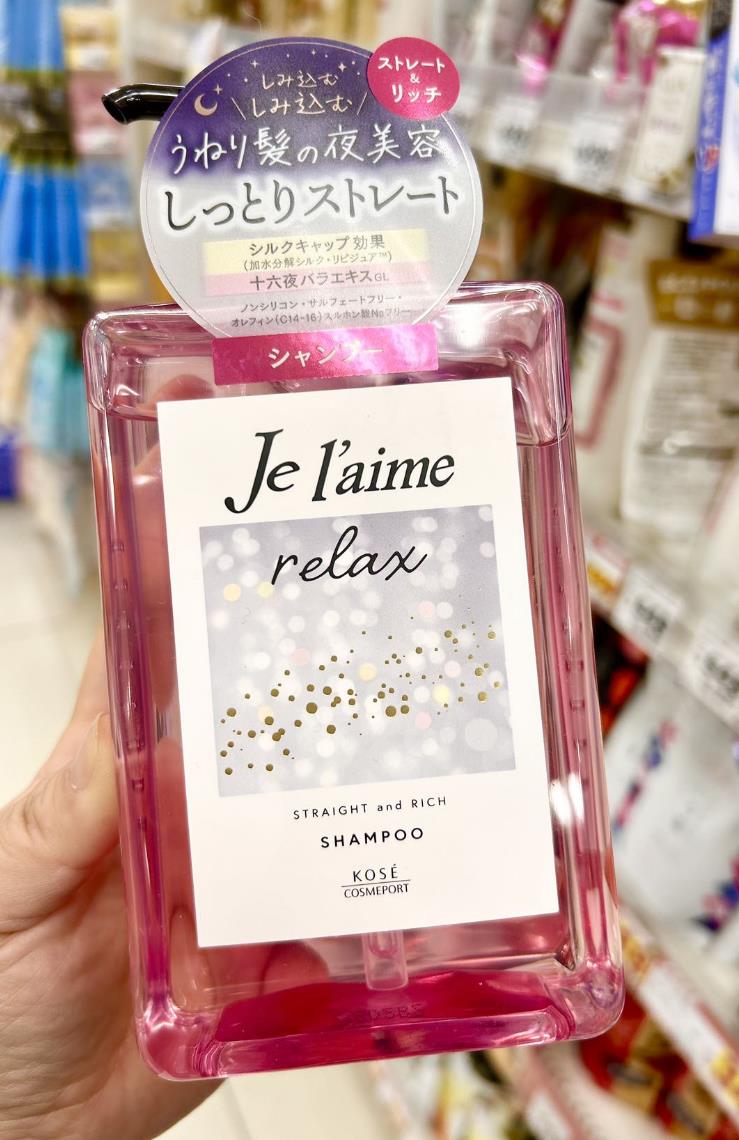 ストレート
&
リッチ
しみ込む
\しみ込む/
うねり髪の夜美容
しっとりストレート
シルクキャップ効果
(加水分解シルク・リピジュア™)
十六夜バラエキスGL
ノンシリコン・サルフェートフリー・
オレフィン(C14-16)スルホン酸Naフリー
シャンプー
Je l'aime
relax
STRAIGHT and RICH
SHAMPOO
KOSÉ
COSMEPORT